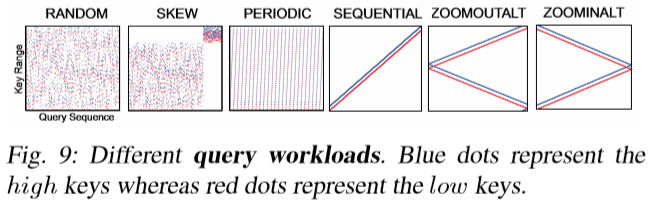 RANDOM SKEW PERIODIC SEQUENTIAL ZOOMOUTALT ZOOMINALT
Key Range
Query Sequence
Fig. 9: Different query workloads. Blue dots represent the
high keys whereas red dots represent the low keys.